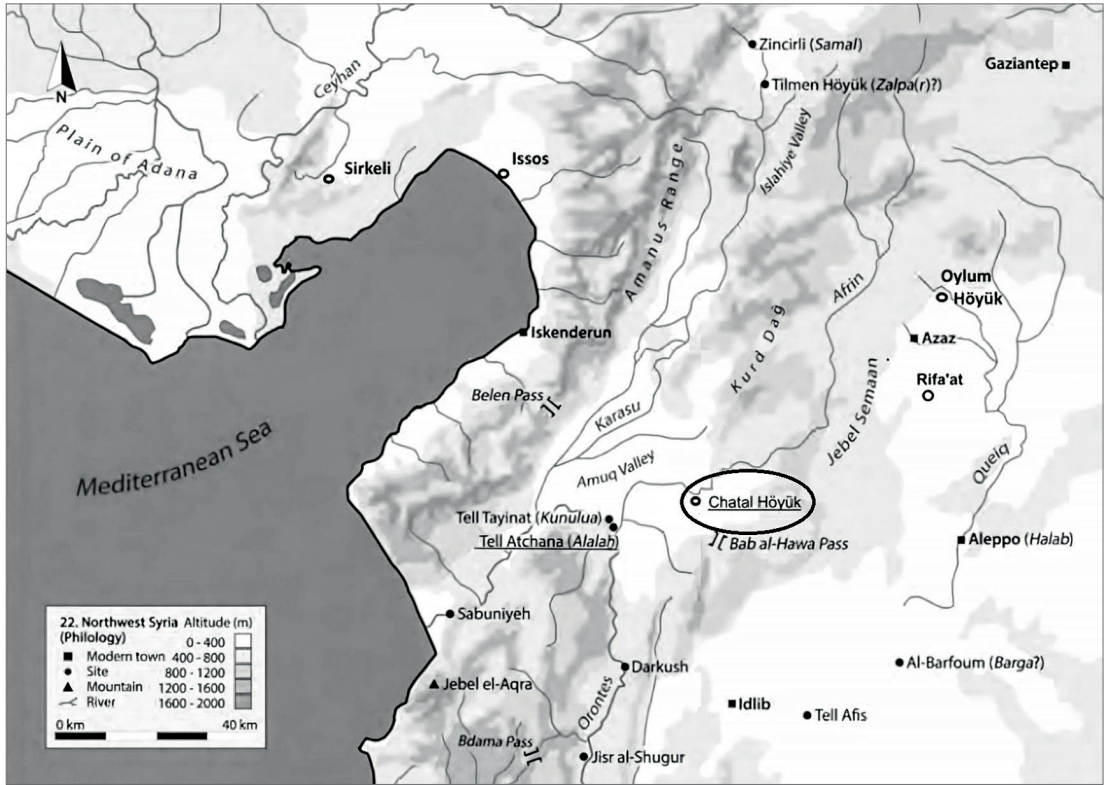 Zincirli (Samal)
Gaziantep
Tilmen Höyük (Zalpa(r)?)
Ceyhan
N
Plain of Adana
Islahiye Valley
Issos
Sirkeli
Amanus Range
Oylum
Höyük
Afrin
Iskenderun
Azaz
Kurd Dağ
Rifa'at
Belen Pass
Jebel Semaan
Karasu
Mediterranean Sea
Amuq Valley
Queiq
Chatal Höyük
Tell Tayinat (Kunulua)
Tell Atchana (Alalah)
Bab al-Hawa Pass
Aleppo (Halab)
Sabuniyeh
22. Northwest Syria Altitude (m)
(Philology) 0 - 400
Modern town 400 - 800
Site 800 - 1200
Mountain 1200 - 1600
River 1600 - 2000
0 km 40 km
Darkush
Al-Barfoum (Barga?)
Jebel el-Aqra
Orontes
Idlib
Tell Afis
Bdama Pass
Jisr al-Shugur